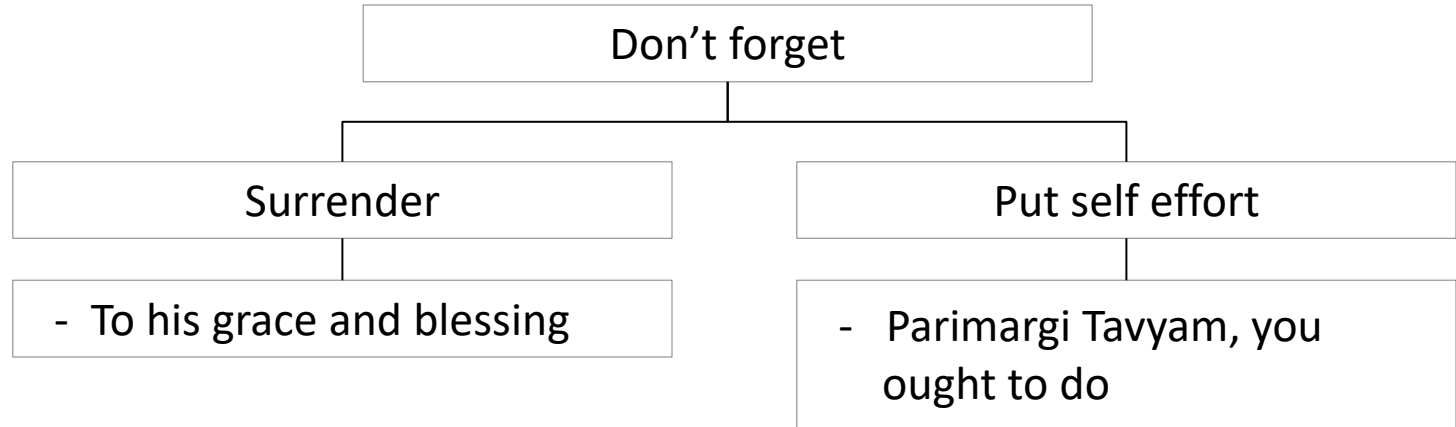 Don’t forget
Surrender
Put self effort
- To his grace and blessing
- Parimargi Tavyam, you
ought to do